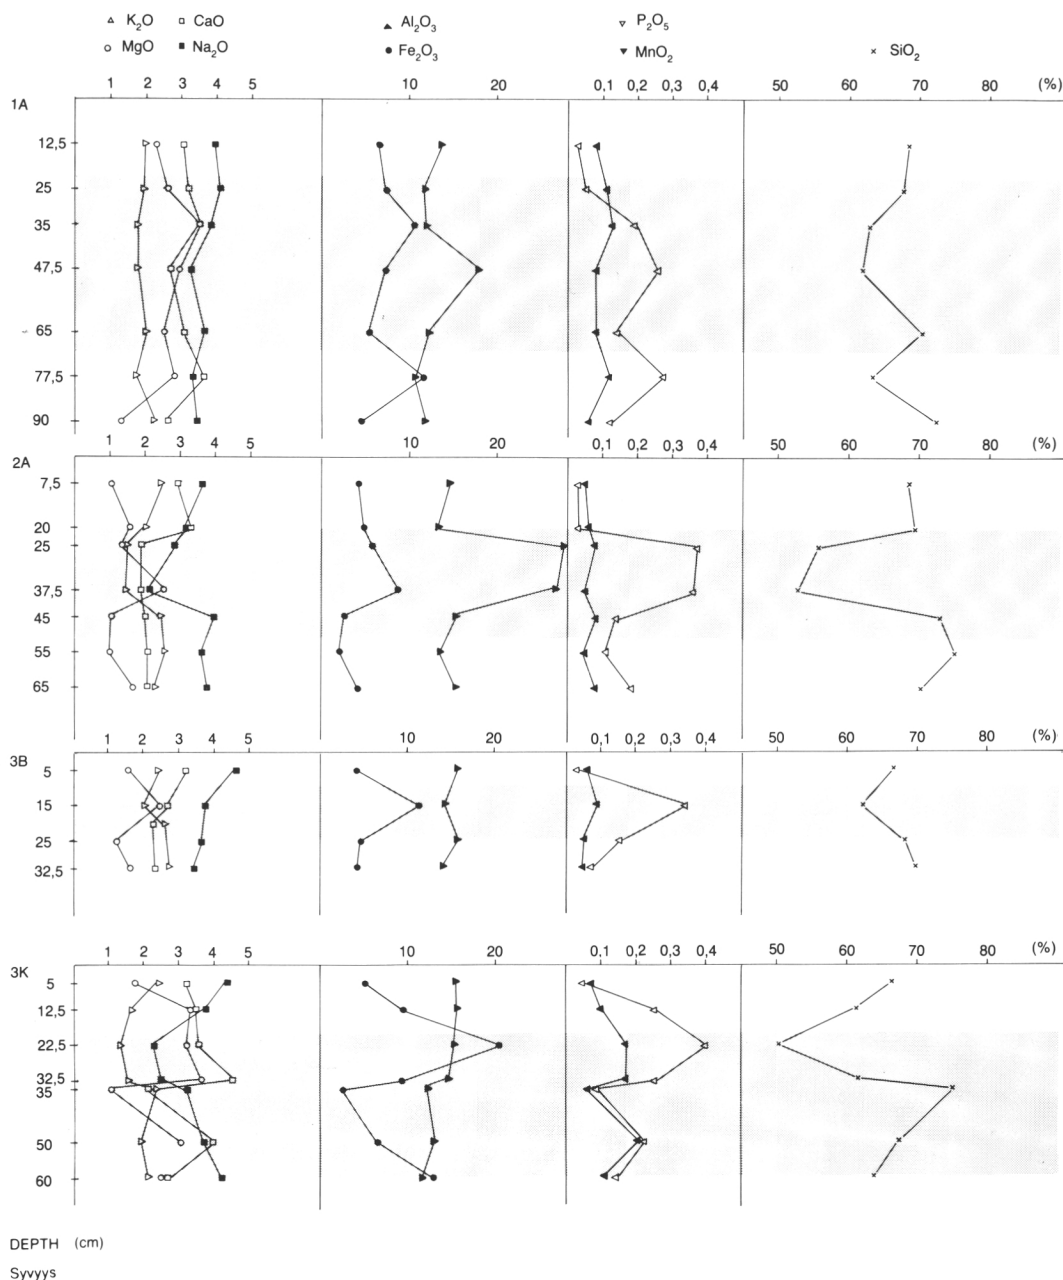 K₂O CaO Al₂O₃ P₂O₅
MgO Na₂O Fe₂O₃ MnO₂ SiO₂
1 2 3 4 5 10 20 0,1 0,2 0,3 0,4 60 70 80 (%)
1A
12,5
25
35
47,5
65
77,5
90
1 2 3 4 5 10 20 0,1 0,2 0,3 0,4 50 60 70 80 (%)
2A
7,5
20
25
37,5
45
55
65
1 2 3 4 5 10 20 0,1 0,2 0,3 0,4 50 60 70 80 (%)
3B
5
15
25
32,5
1 2 3 4 5 10 20 0,1 0,2 0,3 0,4 50 60 70 80 (%)
3K
5
12,5
22,5
32,5
35
50
60
DEPTH (cm)
Syvyys